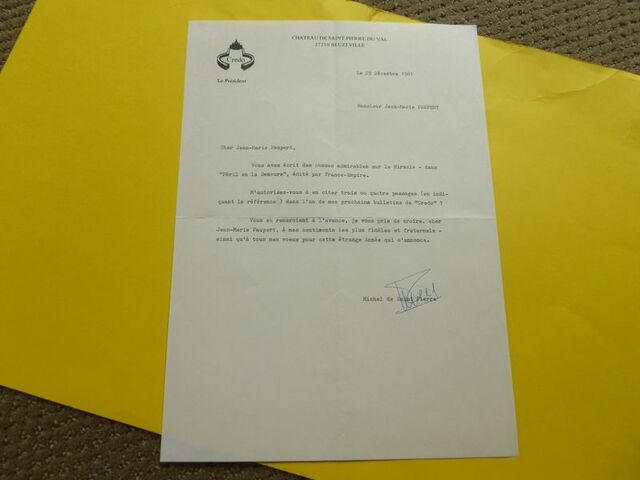 CHATEAU DE SAINT-PIERRE DU VAL
27210 BEUZEVILLE
Credo
Le Président
Le 29 Décembre 1981
Monsieur Jean-Marie PAUPERT
Cher Jean-Marie Paupert,
Vous avez écrit des choses admirables sur le Miracle - dans
"Péril en la Demeure", édité par France-Empire.
M'autorisez-vous à en citer trois ou quatre passages (en indi-
quant la référence ) dans l'un de mes prochains bulletins de "Credo" ?
Vous en remerciant à l'avance, je vous prie de croire, cher
Jean-Marie Paupert, à mes sentiments les plus fidèles et fraternels -
ainsi qu'à tous mes voeux pour cette étrange Année qui s'annonce.
Michel de Saint Pierre